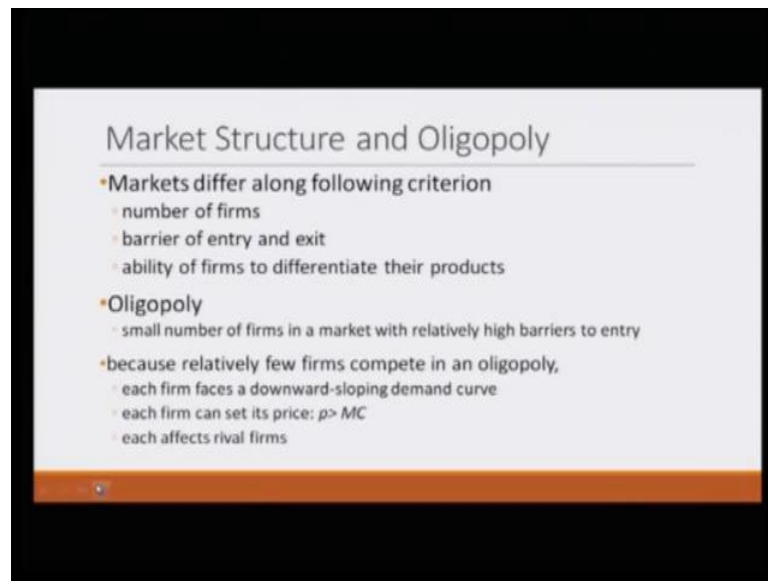 Market Structure and Oligopoly
•Markets differ along following criterion
▫number of firms
▫barrier of entry and exit
▫ability of firms to differentiate their products
•Oligopoly
▫small number of firms in a market with relatively high barriers to entry
•because relatively few firms compete in an oligopoly,
▫each firm faces a downward-sloping demand curve
▫each firm can set its price: p> MC
▫each affects rival firms